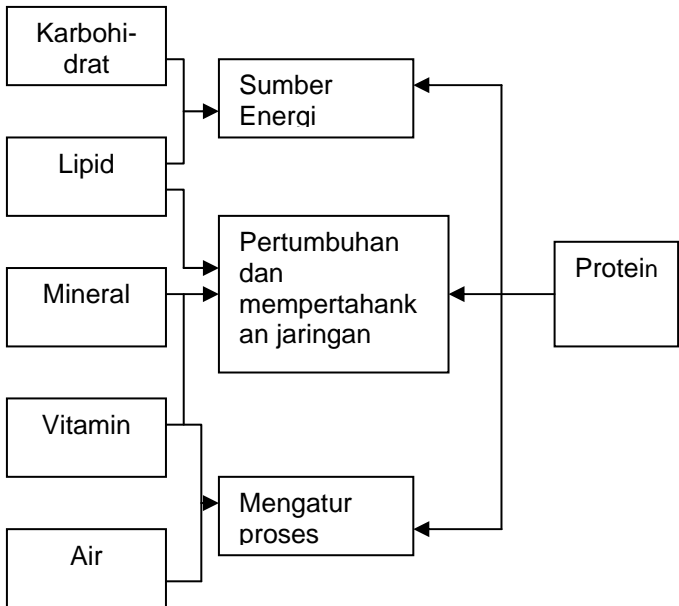 Karbohi-
drat
Sumber
Energi
Lipid
Pertumbuhan
dan
mempertahank
an jaringan
Protein
Mineral
Vitamin
Mengatur
proses
Air